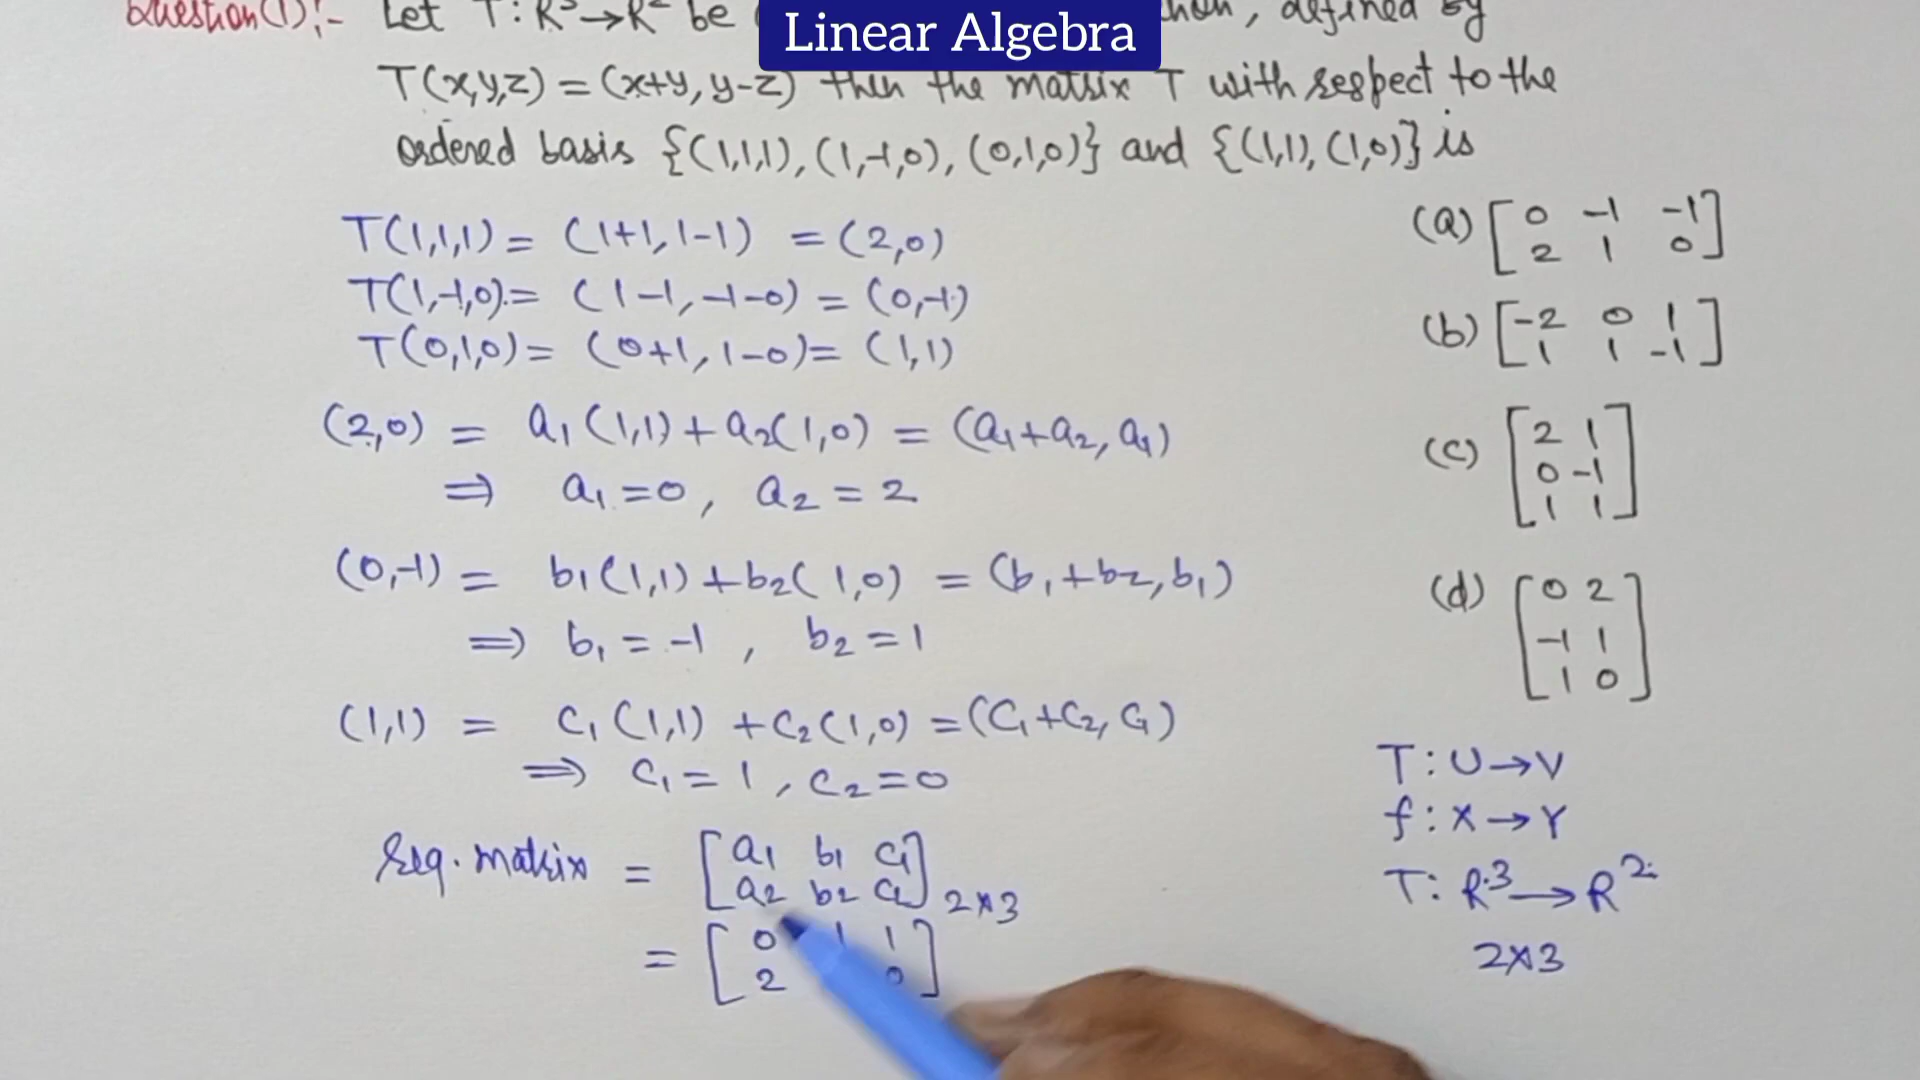 Linear Algebra
Question(1):- Let T: R³→R² be defined by
T(x,y,z) = (x+y, y-z) then the matrix T with respect to the
ordered basis {(1,1,1), (1,-1,0), (0,1,0)} and {(1,1), (1,0)} is
T(1,1,1) = (1+1, 1-1) = (2,0)
T(1,-1,0) = (1-1, -1-0) = (0,-1)
T(0,1,0) = (0+1, 1-0) = (1,1)
(2,0) = a₁(1,1) + a₂(1,0) = (a₁+a₂, a₁)
⇒ a₁ = 0, a₂ = 2
(0,-1) = b₁(1,1) + b₂(1,0) = (b₁+b₂, b₁)
⇒ b₁ = -1, b₂ = 1
(1,1) = c₁(1,1) + c₂(1,0) = (c₁+c₂, c₁)
⇒ c₁ = 1, c₂ = 0
Req. matrix = [a₁ b₁ c₁
a₂ b₂ c₂] 2×3
= [0 1 1
2 0]
(a) [0 -1 -1
2 1 0]
(b) [-2 0 1
1 1 -1]
(c) [2 1
0 -1
1 1]
(d) [0 2
-1 1
1 0]
T: U→V
f: X→Y
T: R³→R²
2×3